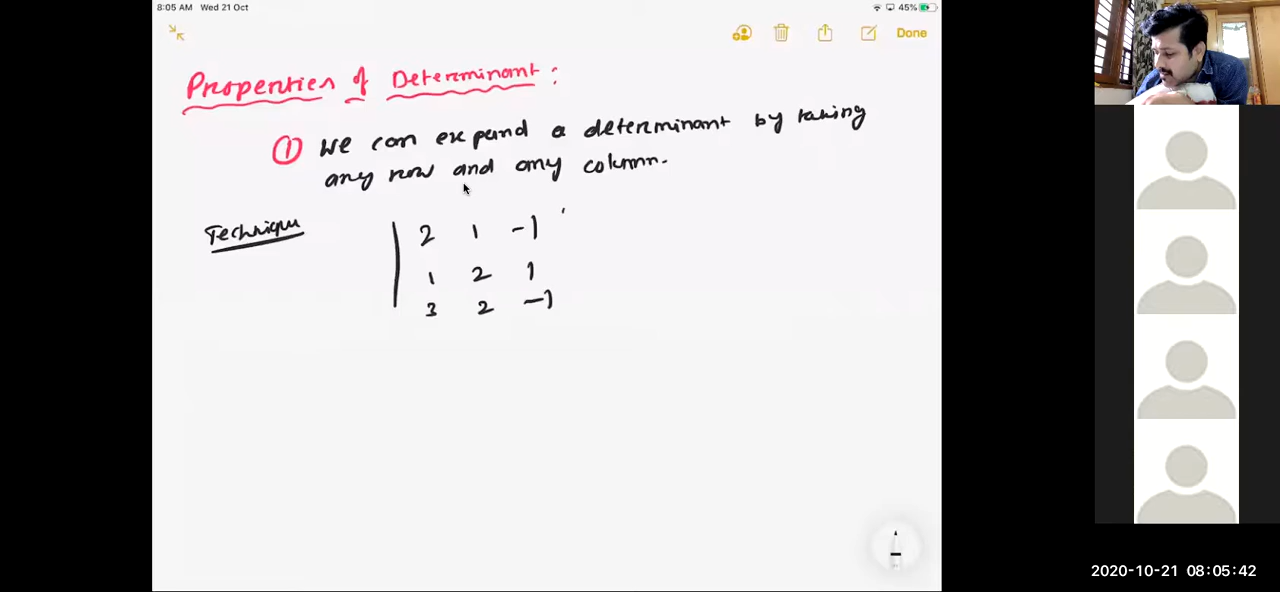 8:05 AM Wed 21 Oct
45%
Done
Properties of Determinant :
① We can expand a determinant by taking
any row and any column.
Technique
2 1 -1
1 2 1
3 2 -1
2020-10-21 08:05:42